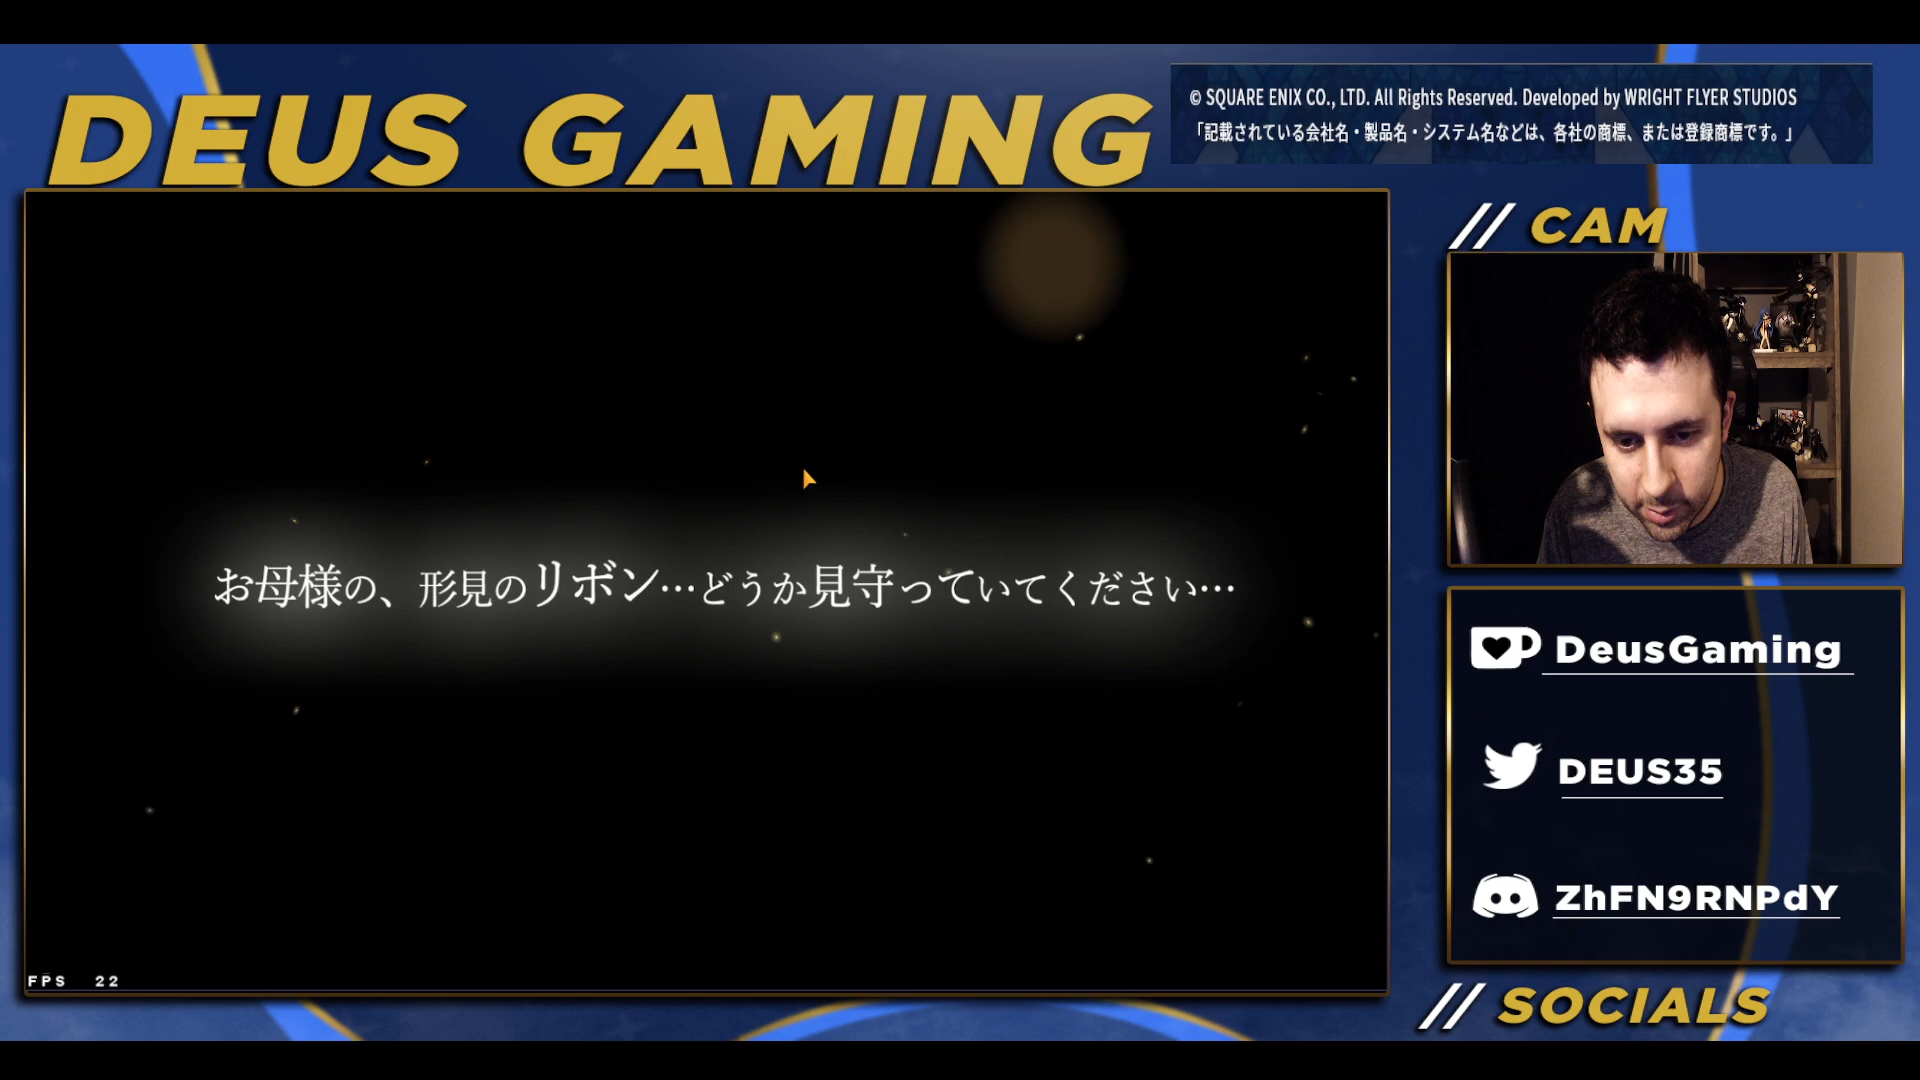 DEUS GAMING
© SQUARE ENIX CO., LTD. All Rights Reserved. Developed by WRIGHT FLYER STUDIOS
「記載されている会社名・製品名・システム名などは、各社の商標、または登録商標です。」
// CAM
お母様の、形見のリボン…どうか見守っていてください…
DeusGaming
DEUS35
ZhFN9RNPdY
FPS 22
// SOCIALS